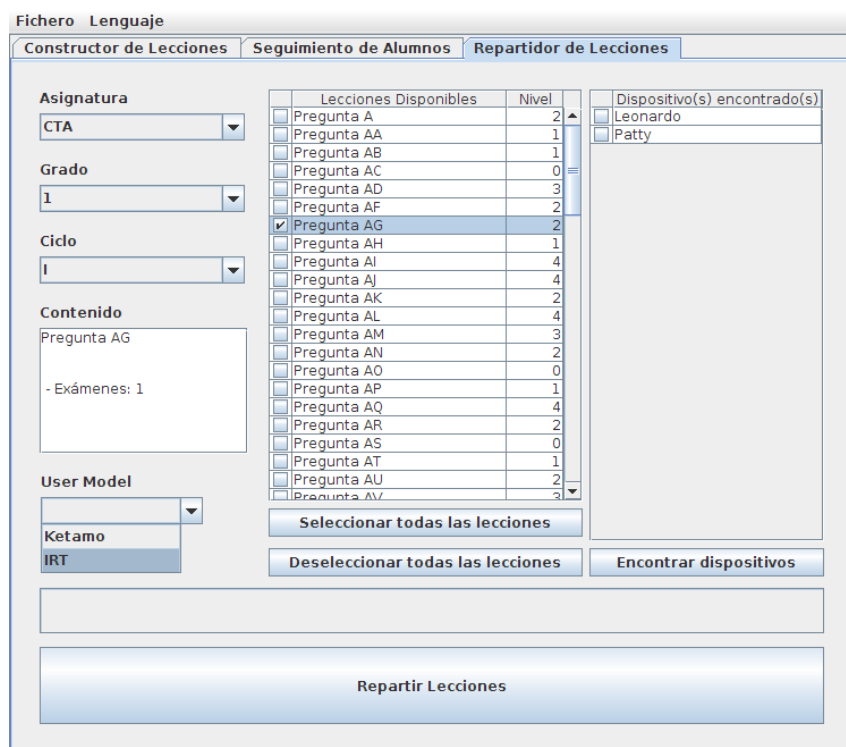 Fichero Lenguaje
Constructor de Lecciones Seguimiento de Alumnos Repartidor de Lecciones
Asignatura
CTA
Grado
1
Ciclo
I
Contenido
Pregunta AG
- Exámenes: 1
User Model
Ketamo
IRT
Lecciones Disponibles Nivel
Pregunta A 2
Pregunta AA 1
Pregunta AB 1
Pregunta AC 0
Pregunta AD 3
Pregunta AF 2
Pregunta AG 2
Pregunta AH 1
Pregunta AI 4
Pregunta AJ 4
Pregunta AK 2
Pregunta AL 4
Pregunta AM 3
Pregunta AN 2
Pregunta AO 0
Pregunta AP 1
Pregunta AQ 4
Pregunta AR 2
Pregunta AS 0
Pregunta AT 1
Pregunta AU 2
Pregunta AV 3
Seleccionar todas las lecciones
Deseleccionar todas las lecciones
Dispositivo(s) encontrado(s)
Leonardo
Patty
Encontrar dispositivos
Repartir Lecciones